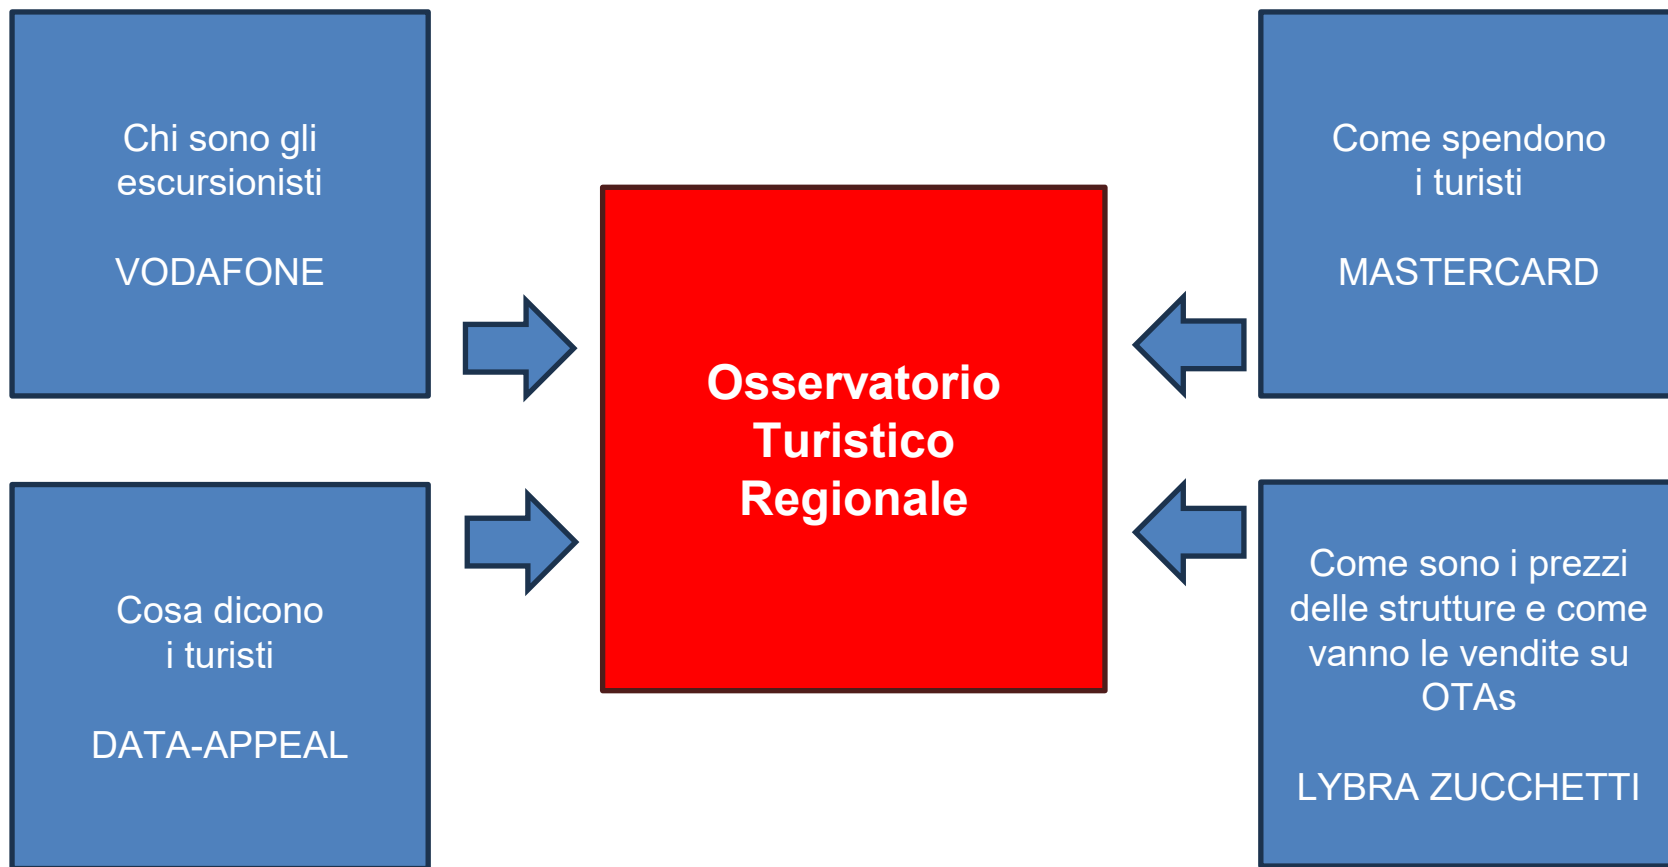 Chi sono gli
escursionisti
VODAFONE
Cosa dicono
i turisti
DATA-APPEAL
Osservatorio
Turistico
Regionale
Come spendono
i turisti
MASTERCARD
Come sono i prezzi
delle strutture e come
vanno le vendite su
OTAs
LYBRA ZUCCHETTI